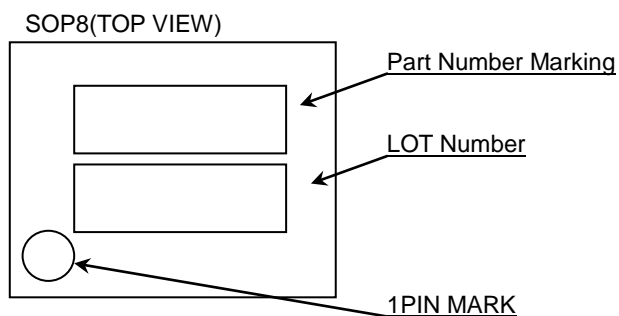 SOP8(TOP VIEW)
Part Number Marking
LOT Number
1PIN MARK